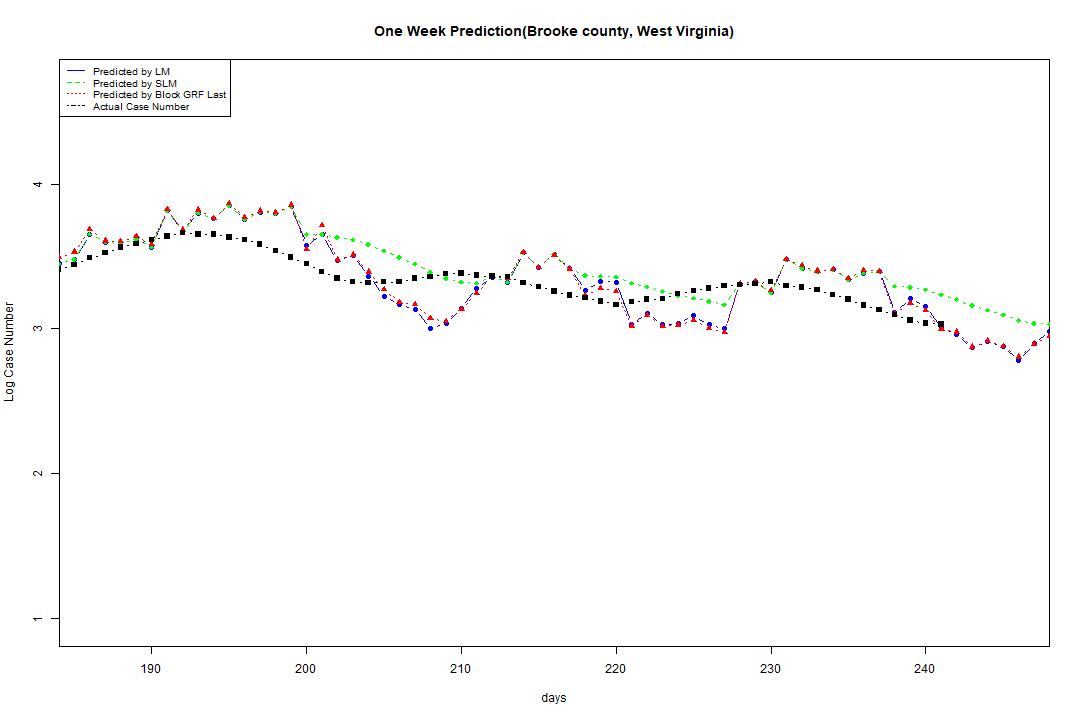 One Week Prediction(Brooke county, West Virginia)
Predicted by LM
Predicted by SLM
Predicted by Block GRF Last
Actual Case Number
4
3
2
1
Log Case Number
190 200 210 220 230 240
days